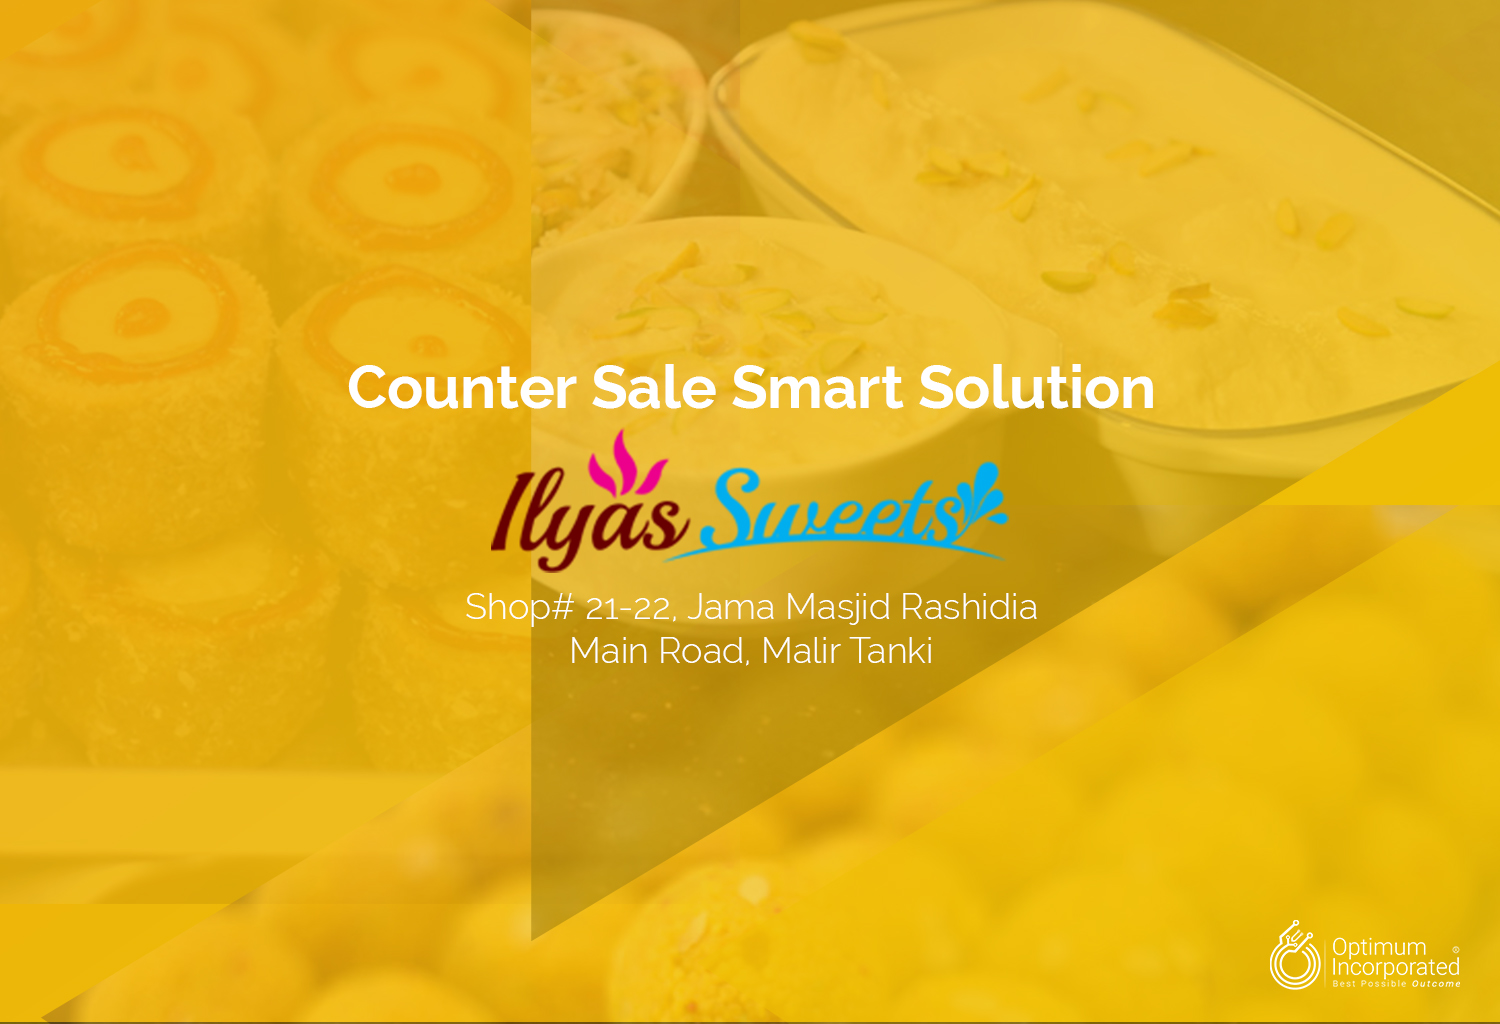 Counter Sale Smart Solution
Ilyas Sweets
Shop# 21-22, Jama Masjid Rashidia
Main Road, Malir Tanki
Optimum
Incorporated ®
Best Possible Outcome